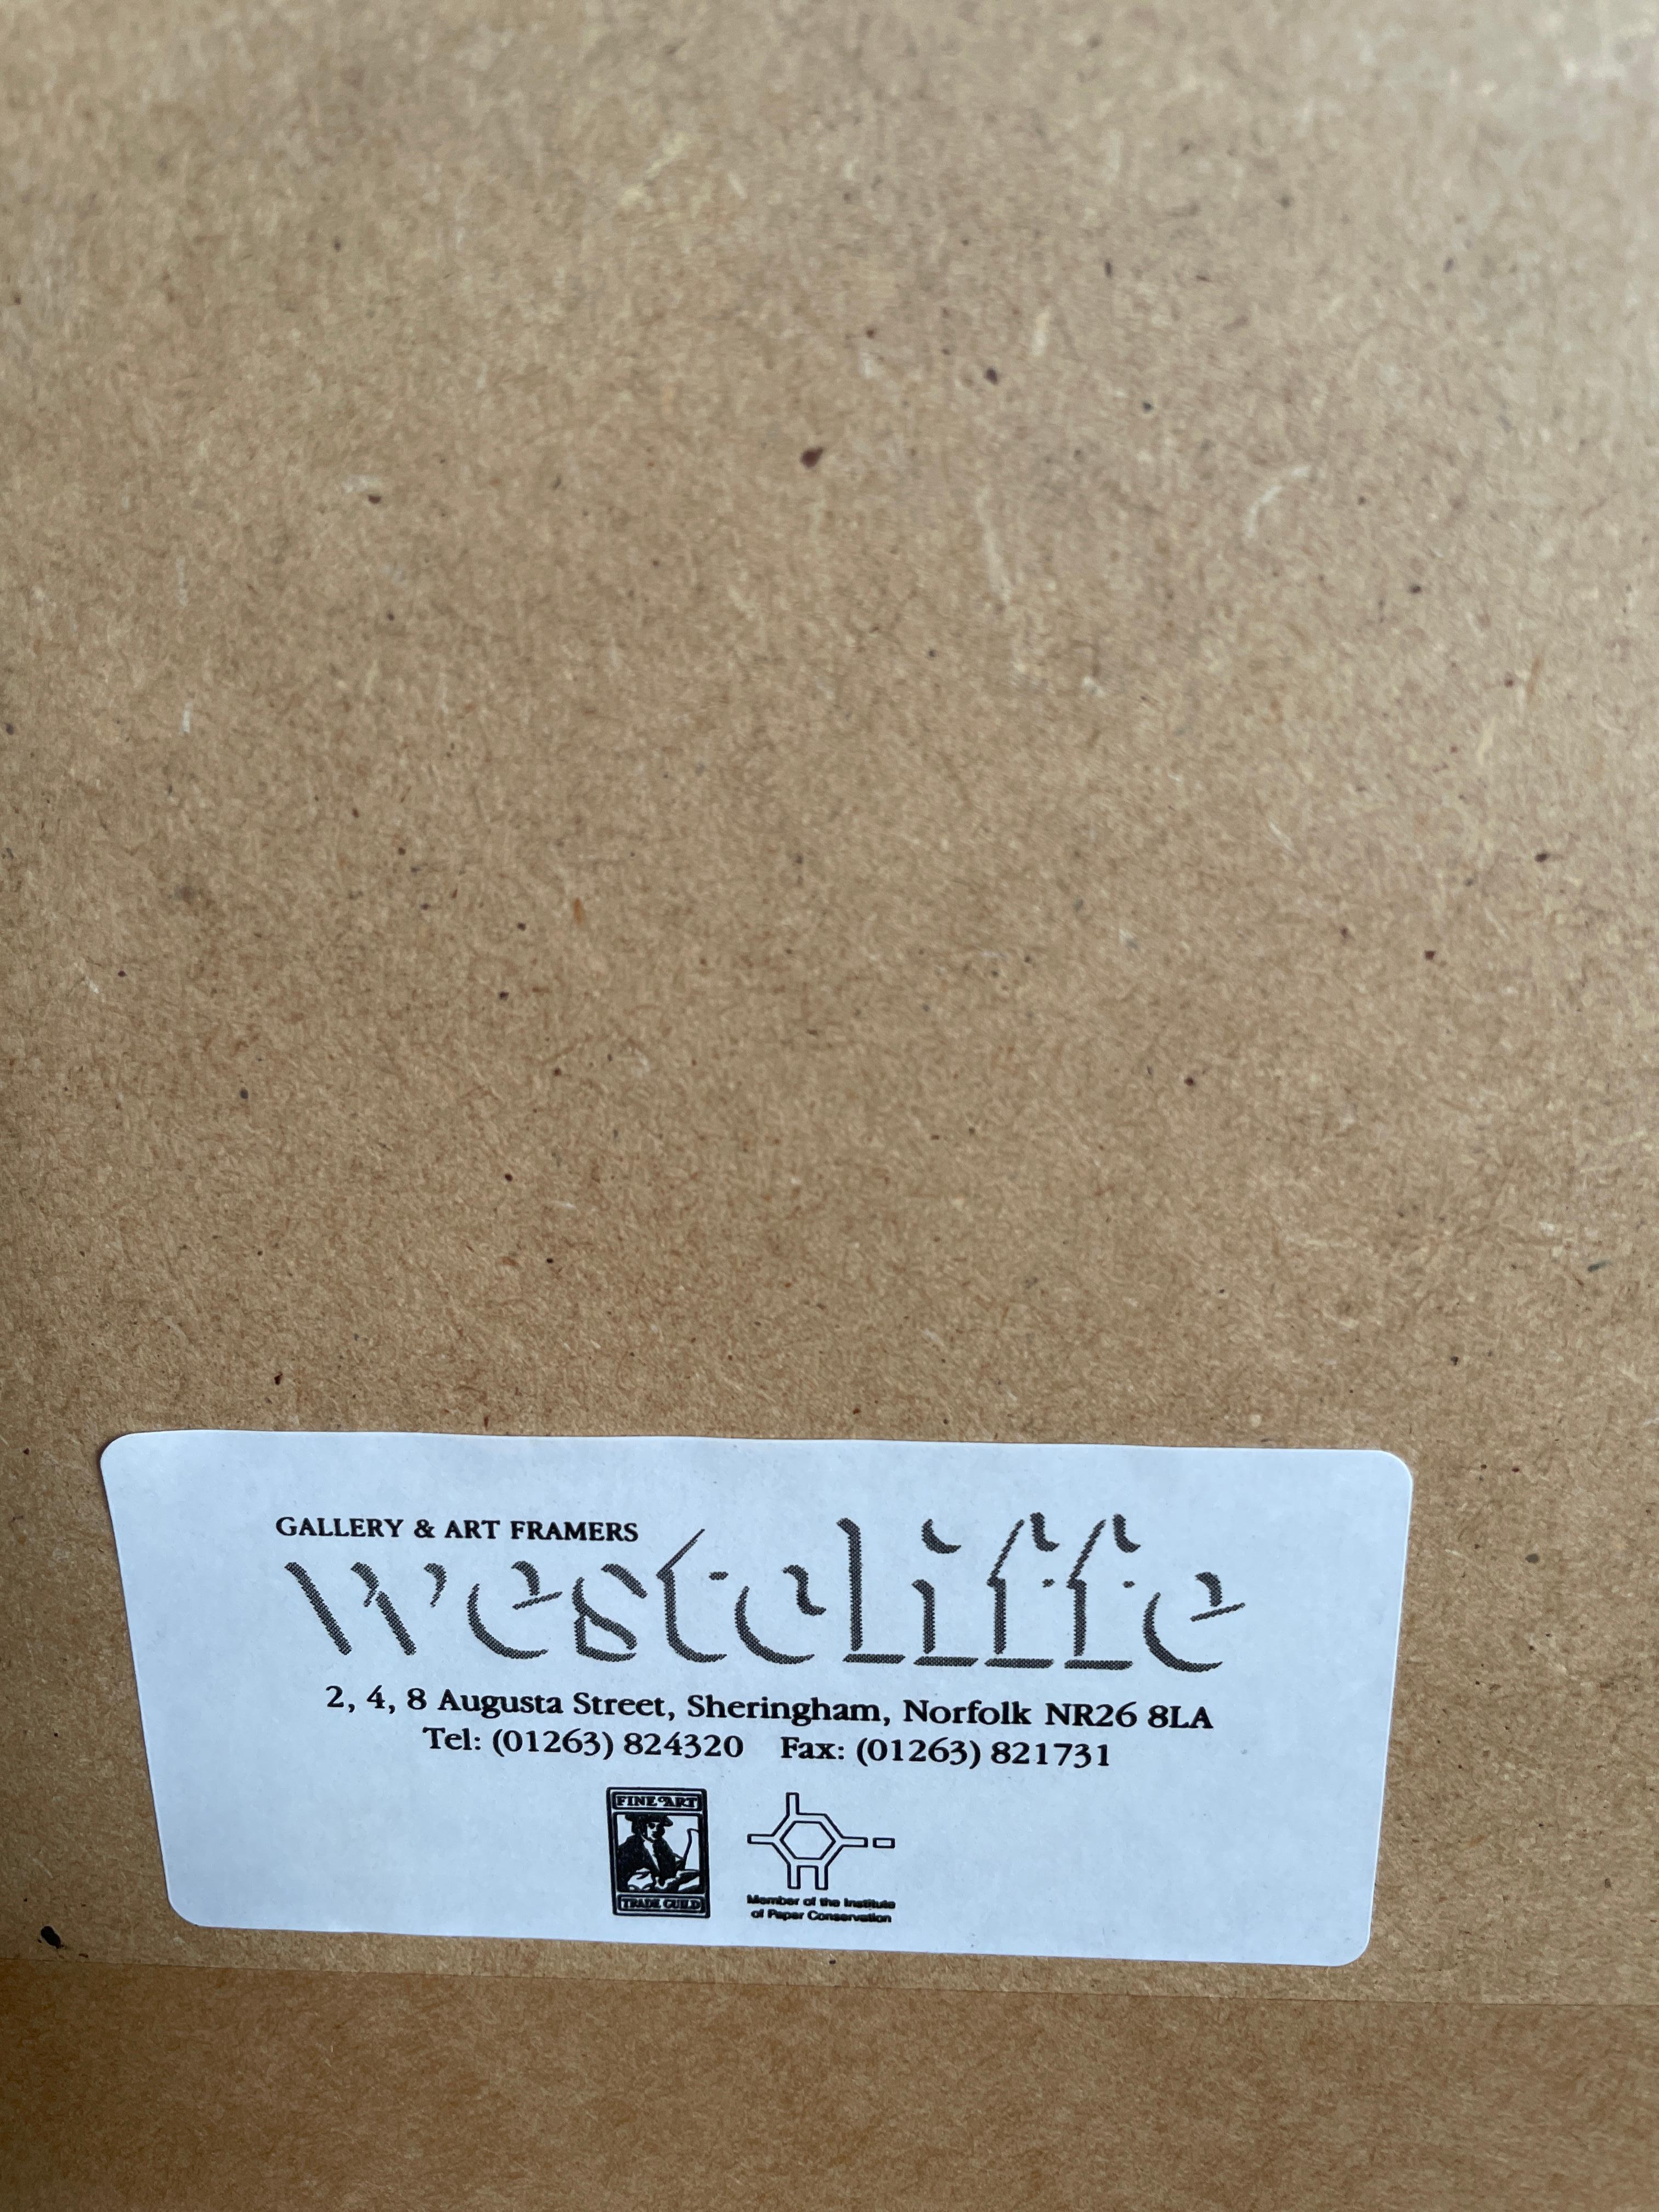 GALLERY & ART FRAMERS
westcliffe
2, 4, 8 Augusta Street, Sheringham, Norfolk NR26 8LA
Tel: (01263) 824320 Fax: (01263) 821731
FINE ART
TRADE GUILD
Member of the Institute
of Paper Conservation